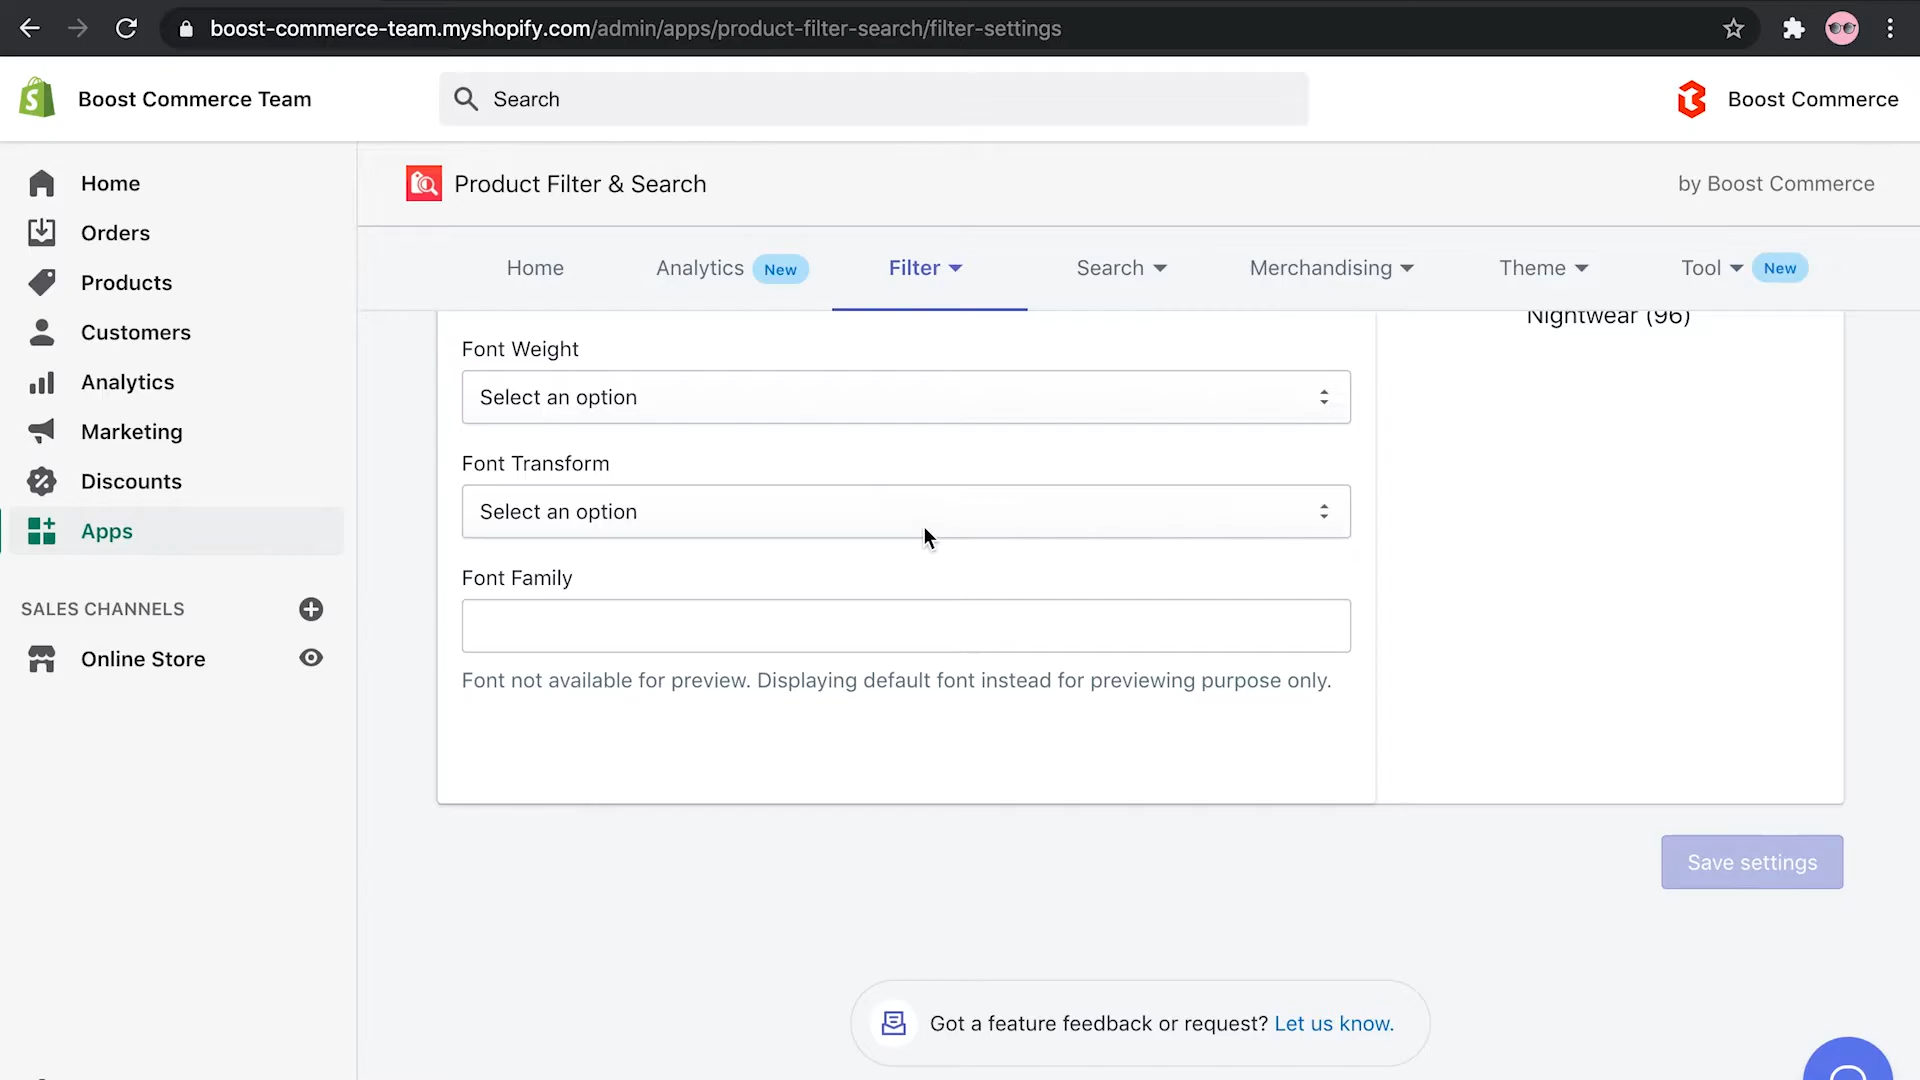 boost-commerce-team.myshopify.com/admin/apps/product-filter-search/filter-settings
Boost Commerce Team
Search
Boost Commerce
Home
Orders
Products
Customers
Analytics
Marketing
Discounts
Apps
SALES CHANNELS
Online Store
Product Filter & Search
by Boost Commerce
Home
Analytics New
Filter
Search
Merchandising
Theme
Tool New
Nightwear (96)
Font Weight
Select an option
Font Transform
Select an option
Font Family
Font not available for preview. Displaying default font instead for previewing purpose only.
Save settings
Got a feature feedback or request? Let us know.